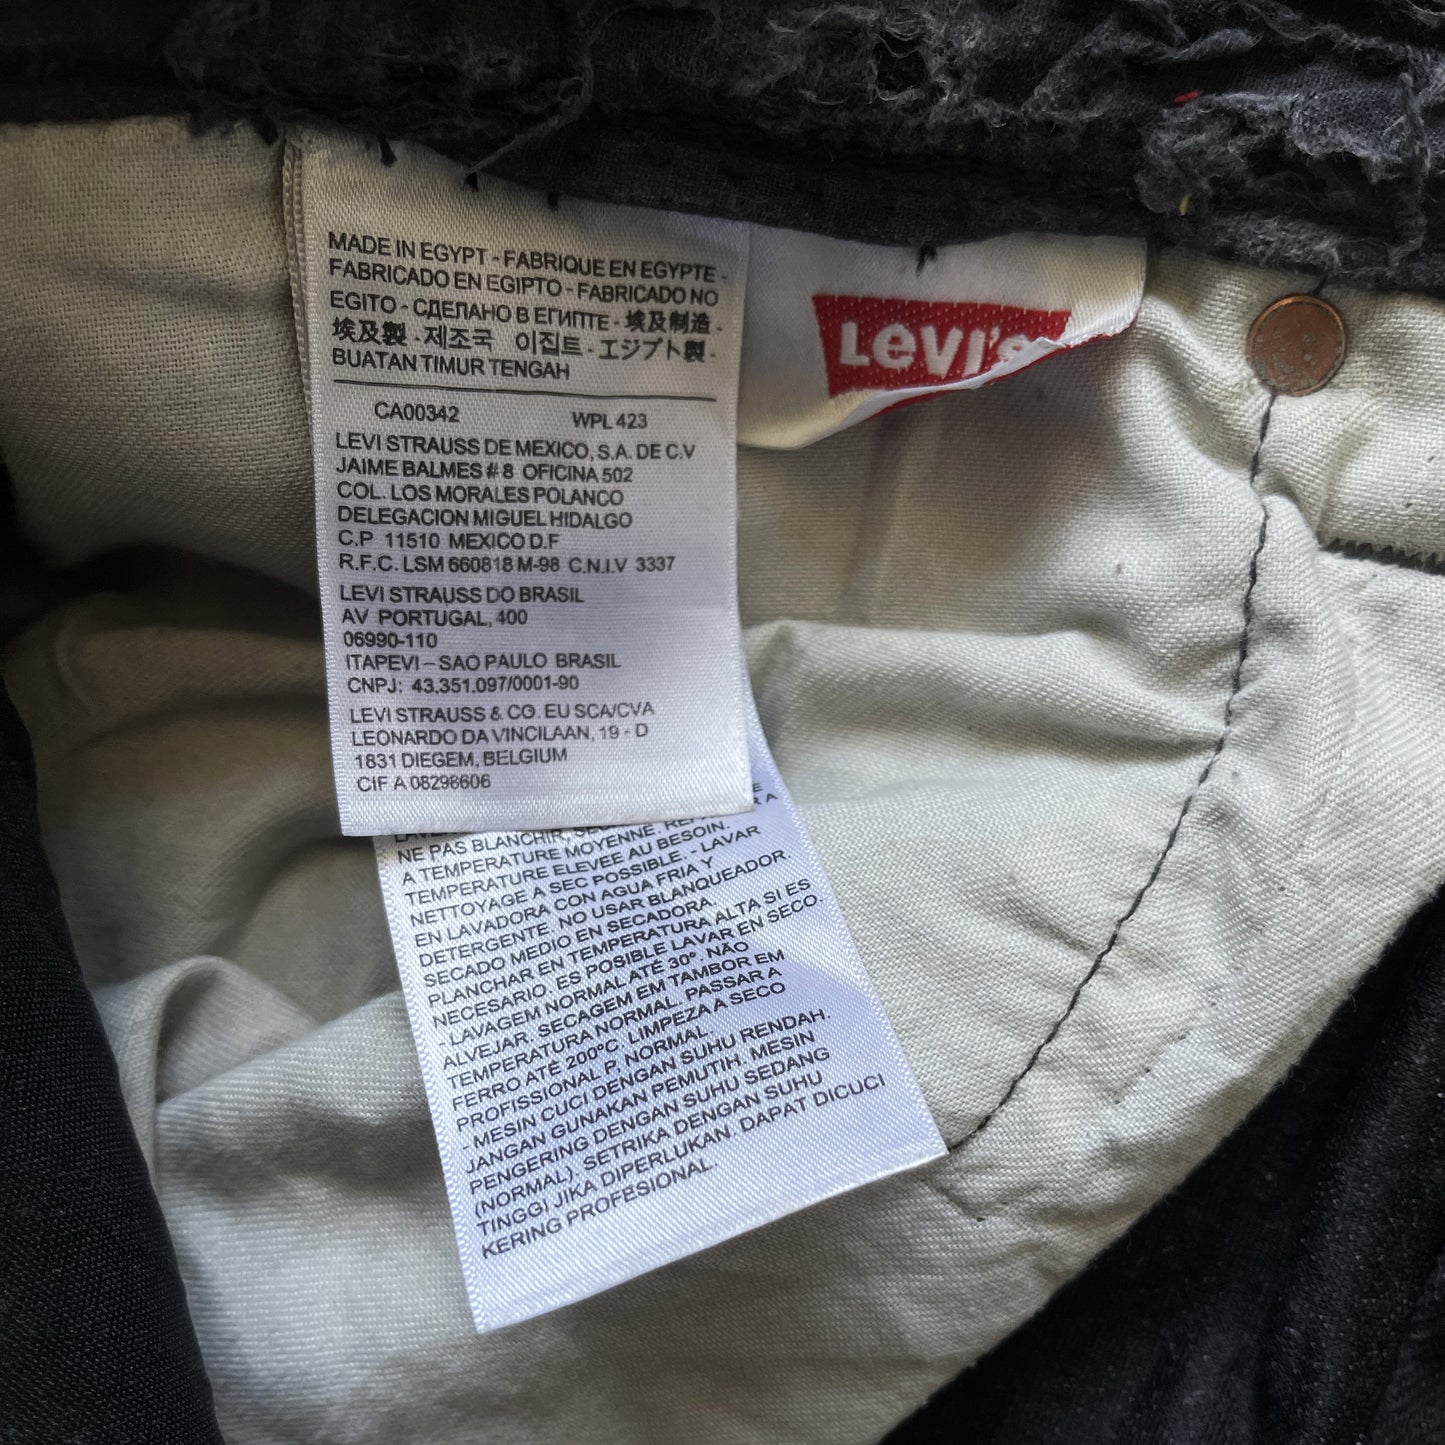 MADE IN EGYPT - FABRIQUE EN EGYPTE -
FABRICADO EN EGIPTO - FABRICADO NO
EGITO - СДЕЛАНО В ЕГИПТЕ - 埃及制造 -
埃及製 - 제조국 이집트 - エジプト製 -
BUATAN TIMUR TENGAH
CA00342 WPL 423
LEVI STRAUSS DE MEXICO, S.A. DE C.V
JAIME BALMES # 8 OFICINA 502
COL. LOS MORALES POLANCO
DELEGACION MIGUEL HIDALGO
C.P 11510 MEXICO D.F
R.F.C. LSM 660818 M-98 C.N.I.V 3337
LEVI STRAUSS DO BRASIL
AV PORTUGAL, 400
06990-110
ITAPEVI – SAO PAULO BRASIL
CNPJ: 43.351.097/0001-90
LEVI STRAUSS & CO. EU SCA/CVA
LEONARDO DA VINCILAAN, 19 - D
1831 DIEGEM, BELGIUM
CIF A 08298606
Levi's
NE PAS BLANCHIR.
A TEMPERATURE MOYENNE.
TEMPERATURE ELEVEE AU BESOIN.
NETTOYAGE A SEC POSSIBLE. - LAVAR
EN LAVADORA CON AGUA FRIA Y
DETERGENTE, NO USAR BLANQUEADOR.
SECADO MEDIO EN SECADORA.
PLANCHAR EN TEMPERATURA ALTA SI ES
NECESARIO. ES POSIBLE LAVAR EN SECO.
- LAVAGEM NORMAL ATÉ 30°. NÃO
ALVEJAR. SECAGEM EM TAMBOR EM
TEMPERATURA NORMAL. PASSAR A
FERRO ATÉ 200°C. LIMPEZA A SECO
PROFISSIONAL P, NORMAL.
- MESIN CUCI DENGAN SUHU RENDAH.
JANGAN GUNAKAN PEMUTIH. MESIN
PENGERING DENGAN SUHU SEDANG
(NORMAL). SETRIKA DENGAN SUHU
TINGGI JIKA DIPERLUKAN. DAPAT DICUCI
KERING PROFESIONAL.